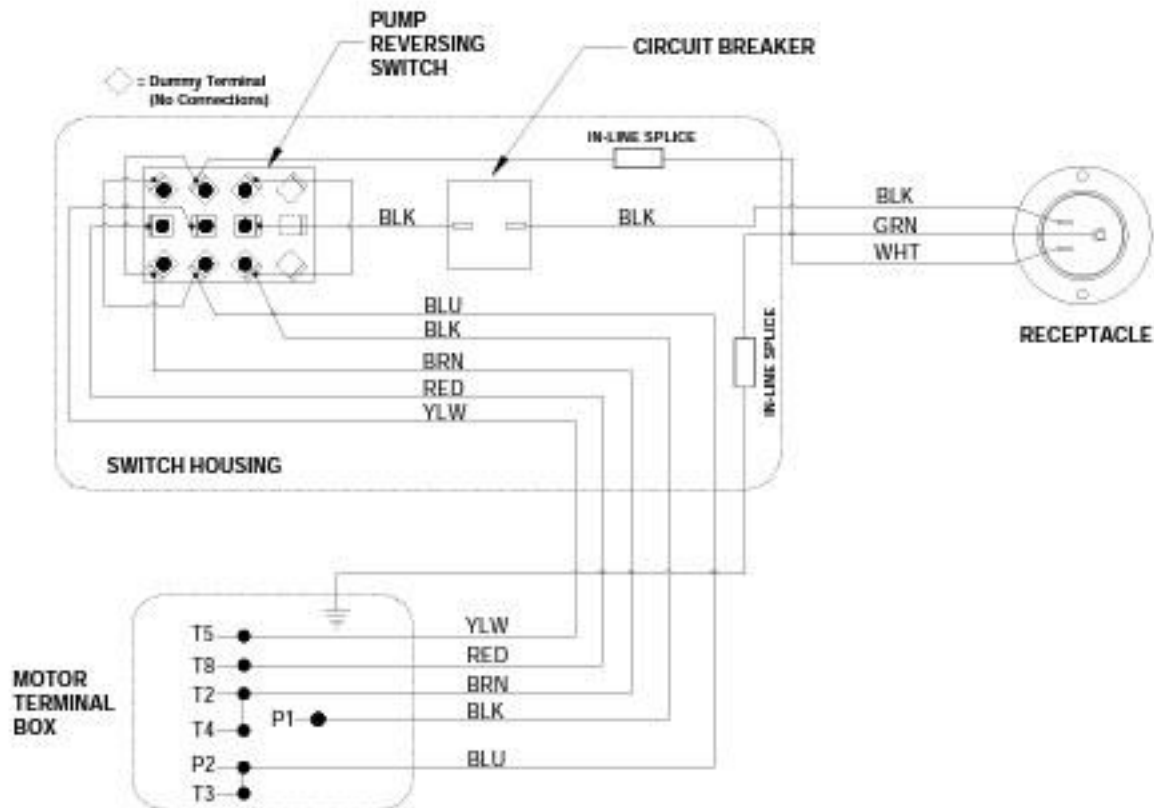 PUMP
REVERSING
SWITCH
CIRCUIT BREAKER
= Dummy Terminal
(No Connections)
IN-LINE SPLICE
BLK
BLK
BLK
GRN
WHT
RECEPTACLE
BLU
BLK
BRN
RED
YLW
IN-LINE SPLICE
SWITCH HOUSING
MOTOR
TERMINAL
BOX
T5
T8
T2
T4
P1
P2
T3
YLW
RED
BRN
BLK
BLU